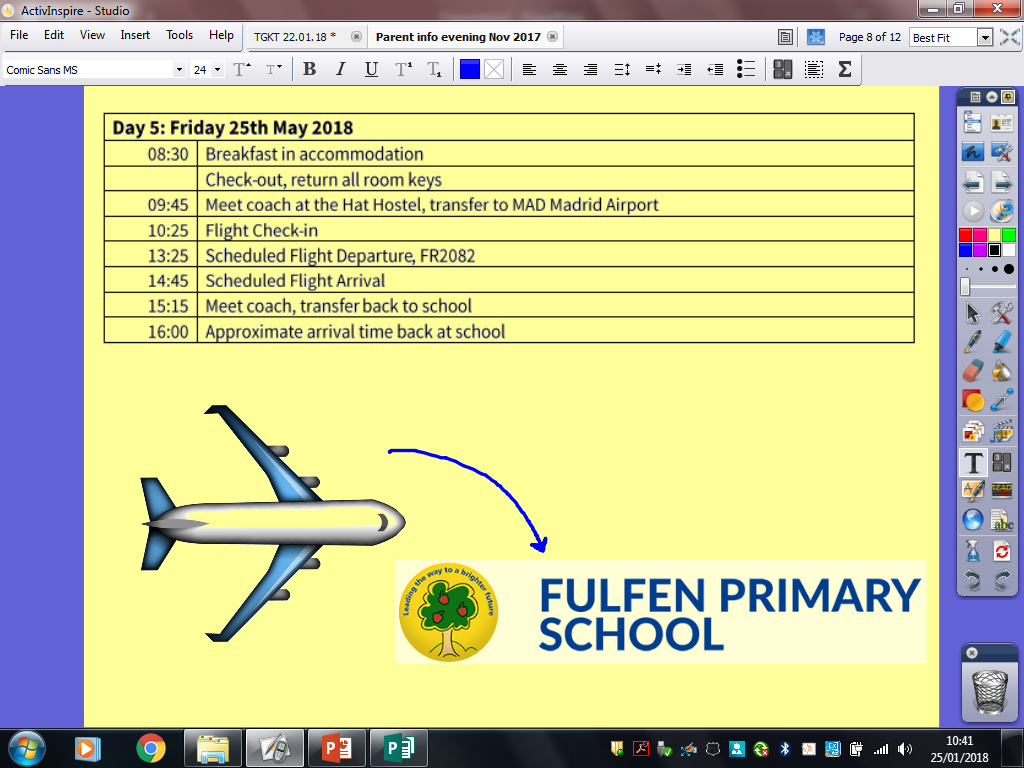 ActivInspire - Studio
File Edit View Insert Tools Help
TGKT 22.01.18 *
Parent info evening Nov 2017
Page 8 of 12
Best Fit
Comic Sans MS
24
Day 5: Friday 25th May 2018
08:30 Breakfast in accommodation
Check-out, return all room keys
09:45 Meet coach at the Hat Hostel, transfer to MAD Madrid Airport
10:25 Flight Check-in
13:25 Scheduled Flight Departure, FR2082
14:45 Scheduled Flight Arrival
15:15 Meet coach, transfer back to school
16:00 Approximate arrival time back at school
Leading the way to a brighter future
FULFEN PRIMARY
SCHOOL
10:41
25/01/2018